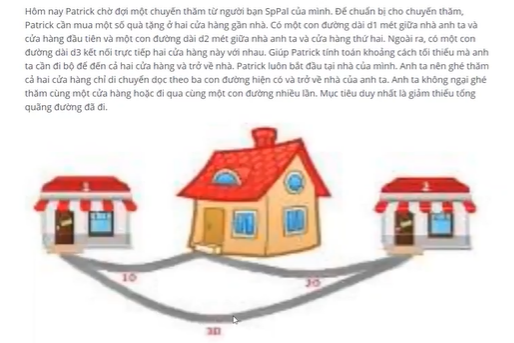 Hôm nay Patrick chờ đợi một chuyến thăm từ người bạn SpPal của mình. Để chuẩn bị cho chuyến thăm,
Patrick cần mua một số quà tặng ở hai cửa hàng gần nhà. Có một con đường dài d1 mét giữa nhà anh ta và
cửa hàng đầu tiên và một con đường dài d2 mét giữa nhà anh ta và cửa hàng thứ hai. Ngoài ra, có một con
đường dài d3 kết nối trực tiếp hai cửa hàng này với nhau. Giúp Patrick tính toán khoảng cách tối thiểu mà anh
ta cần đi bộ để đến cả hai cửa hàng và trở về nhà. Patrick luôn bắt đầu tại nhà của mình. Anh ta nên ghé thăm
cả hai cửa hàng chỉ di chuyển dọc theo ba con đường hiện có và trở về nhà của anh ta. Anh ta không ngại ghé
thăm cùng một cửa hàng hoặc đi qua cùng một con đường nhiều lần. Mục tiêu duy nhất là giảm thiểu tổng
quãng đường đã đi.
1
2
10
20
30